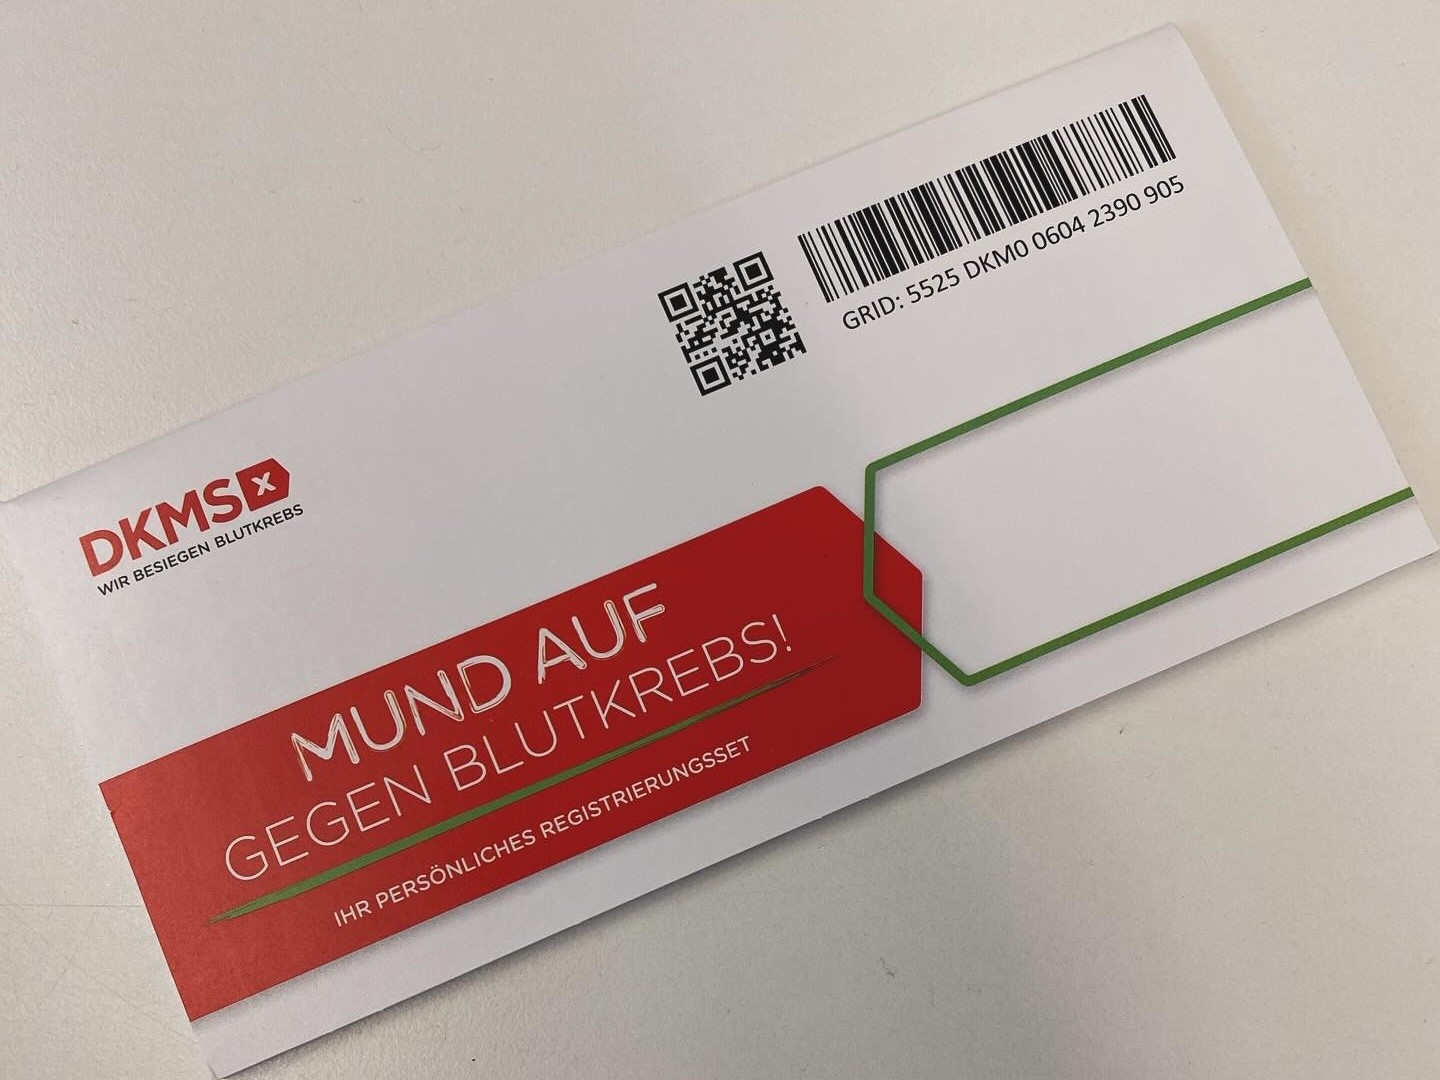 GRID: 5525 DKM0 0604 2390 905
DKMS
WIR BESIEGEN BLUTKREBS
MUND AUF
GEGEN BLUTKREBS!
IHR PERSÖNLICHES REGISTRIERUNGSSET